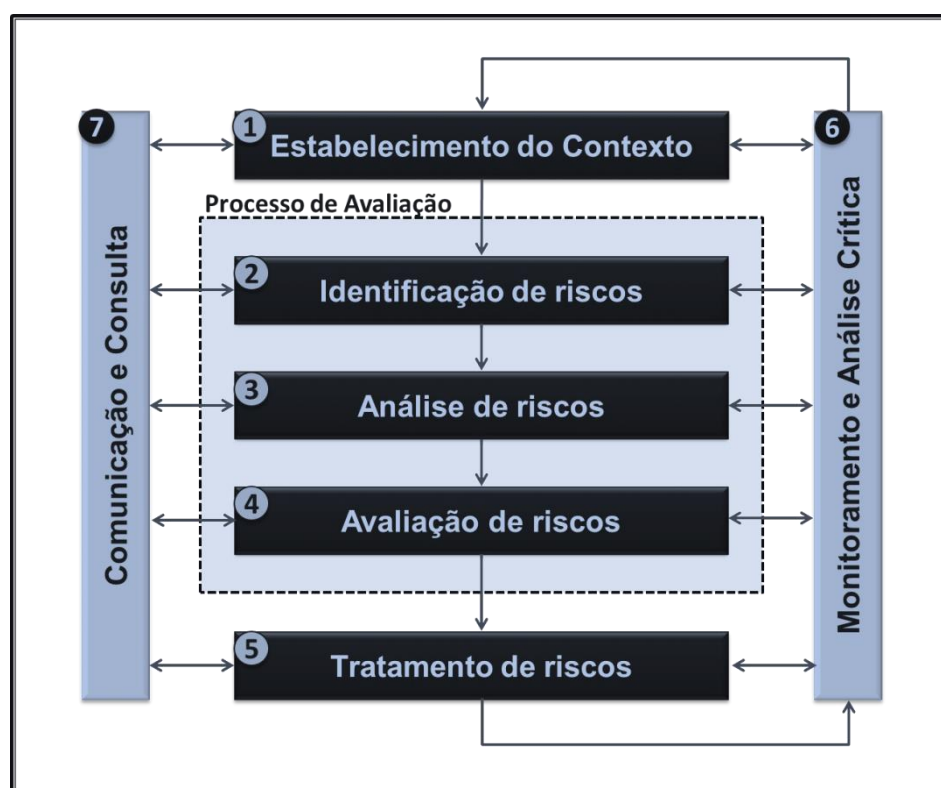 7
1
6
Estabelecimento do Contexto
Processo de Avaliação
2
Identificação de riscos
3
Análise de riscos
4
Avaliação de riscos
5
Tratamento de riscos
Comunicação e Consulta
Monitoramento e Análise Crítica